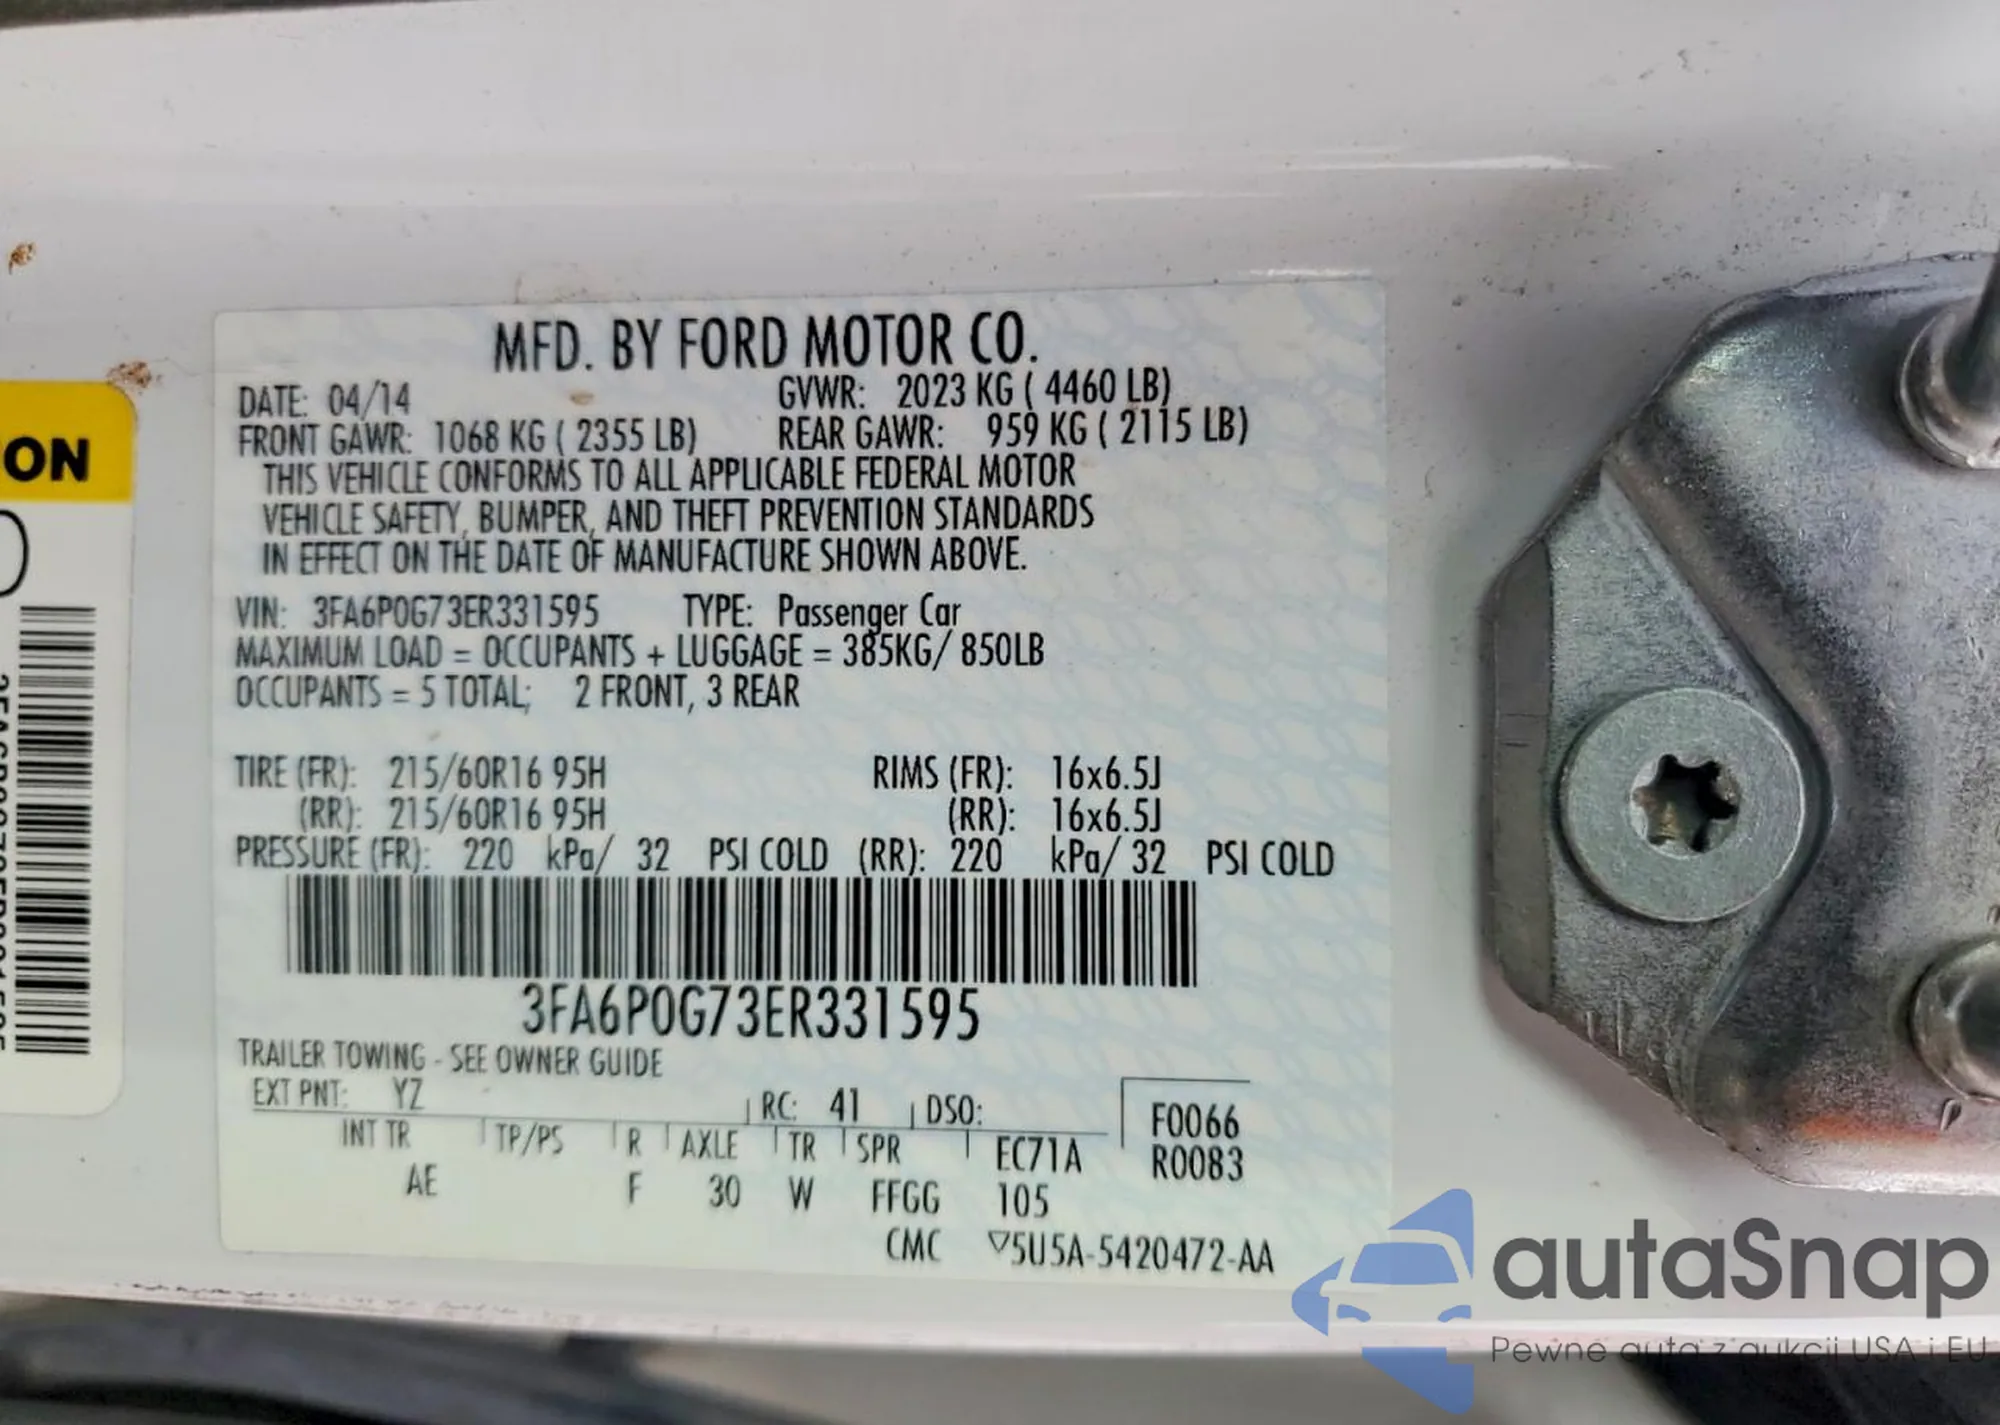 MFD. BY FORD MOTOR CO.
DATE: 04/14 GVWR: 2023 KG ( 4460 LB)
FRONT GAWR: 1068 KG ( 2355 LB) REAR GAWR: 959 KG ( 2115 LB)
THIS VEHICLE CONFORMS TO ALL APPLICABLE FEDERAL MOTOR
VEHICLE SAFETY, BUMPER, AND THEFT PREVENTION STANDARDS
IN EFFECT ON THE DATE OF MANUFACTURE SHOWN ABOVE.
VIN: 3FA6P0G73ER331595 TYPE: Passenger Car
MAXIMUM LOAD = OCCUPANTS + LUGGAGE = 385KG/ 850LB
OCCUPANTS = 5 TOTAL; 2 FRONT, 3 REAR
TIRE (FR): 215/60R16 95H RIMS (FR): 16x6.5J
(RR): 215/60R16 95H (RR): 16x6.5J
PRESSURE (FR): 220 kPa/ 32 PSI COLD (RR): 220 kPa/ 32 PSI COLD
3FA6P0G73ER331595
TRAILER TOWING - SEE OWNER GUIDE
EXT PNT: YZ RC: 41 DSO:
F0066
INT TR TP/PS R AXLE TR SPR EC71A
R0083
AE F 30 W FFGG 105
CMC ▽5U5A-5420472-AA
ON
autaSnap
Pewne auta z aukcji USA i EU